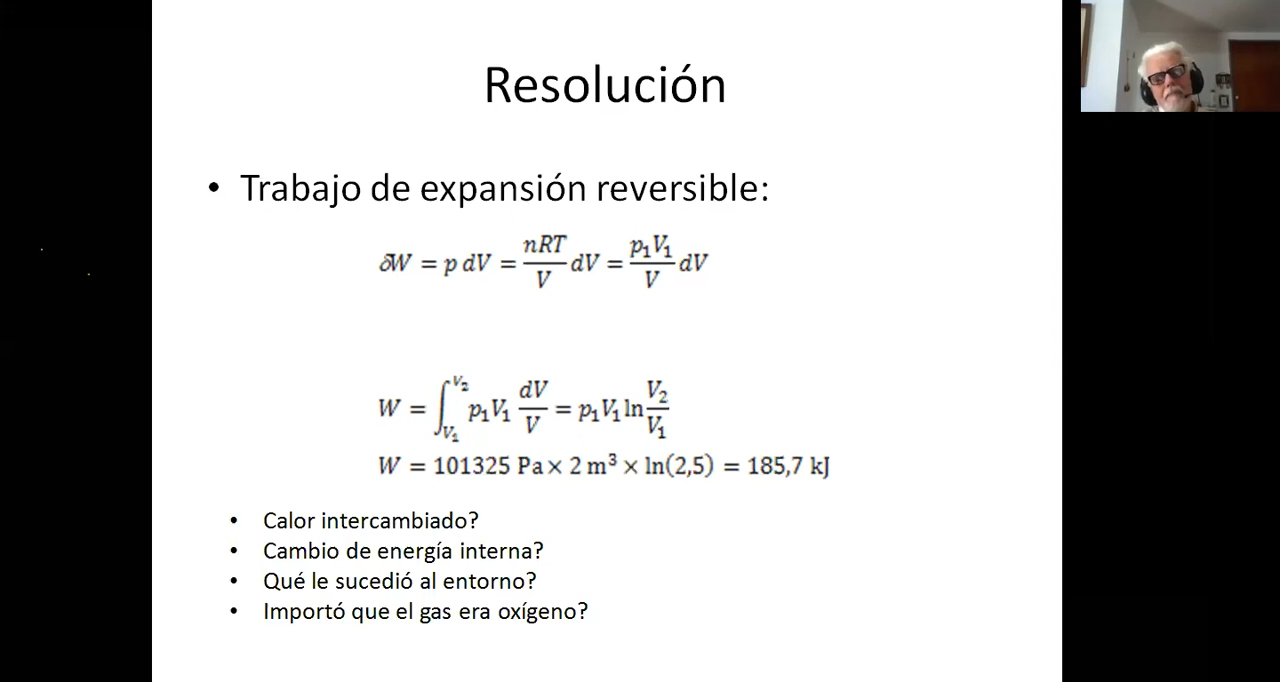 Resolución
• Trabajo de expansión reversible:
δW = p dV = nRT/V dV = p₁V₁/V dV
W = ∫_{V₁}^{V₂} p₁V₁ dV/V = p₁V₁ ln V₂/V₁
W = 101325 Pa × 2 m³ × ln(2,5) = 185,7 kJ
• Calor intercambiado?
• Cambio de energía interna?
• Qué le sucedió al entorno?
• Importó que el gas era oxígeno?